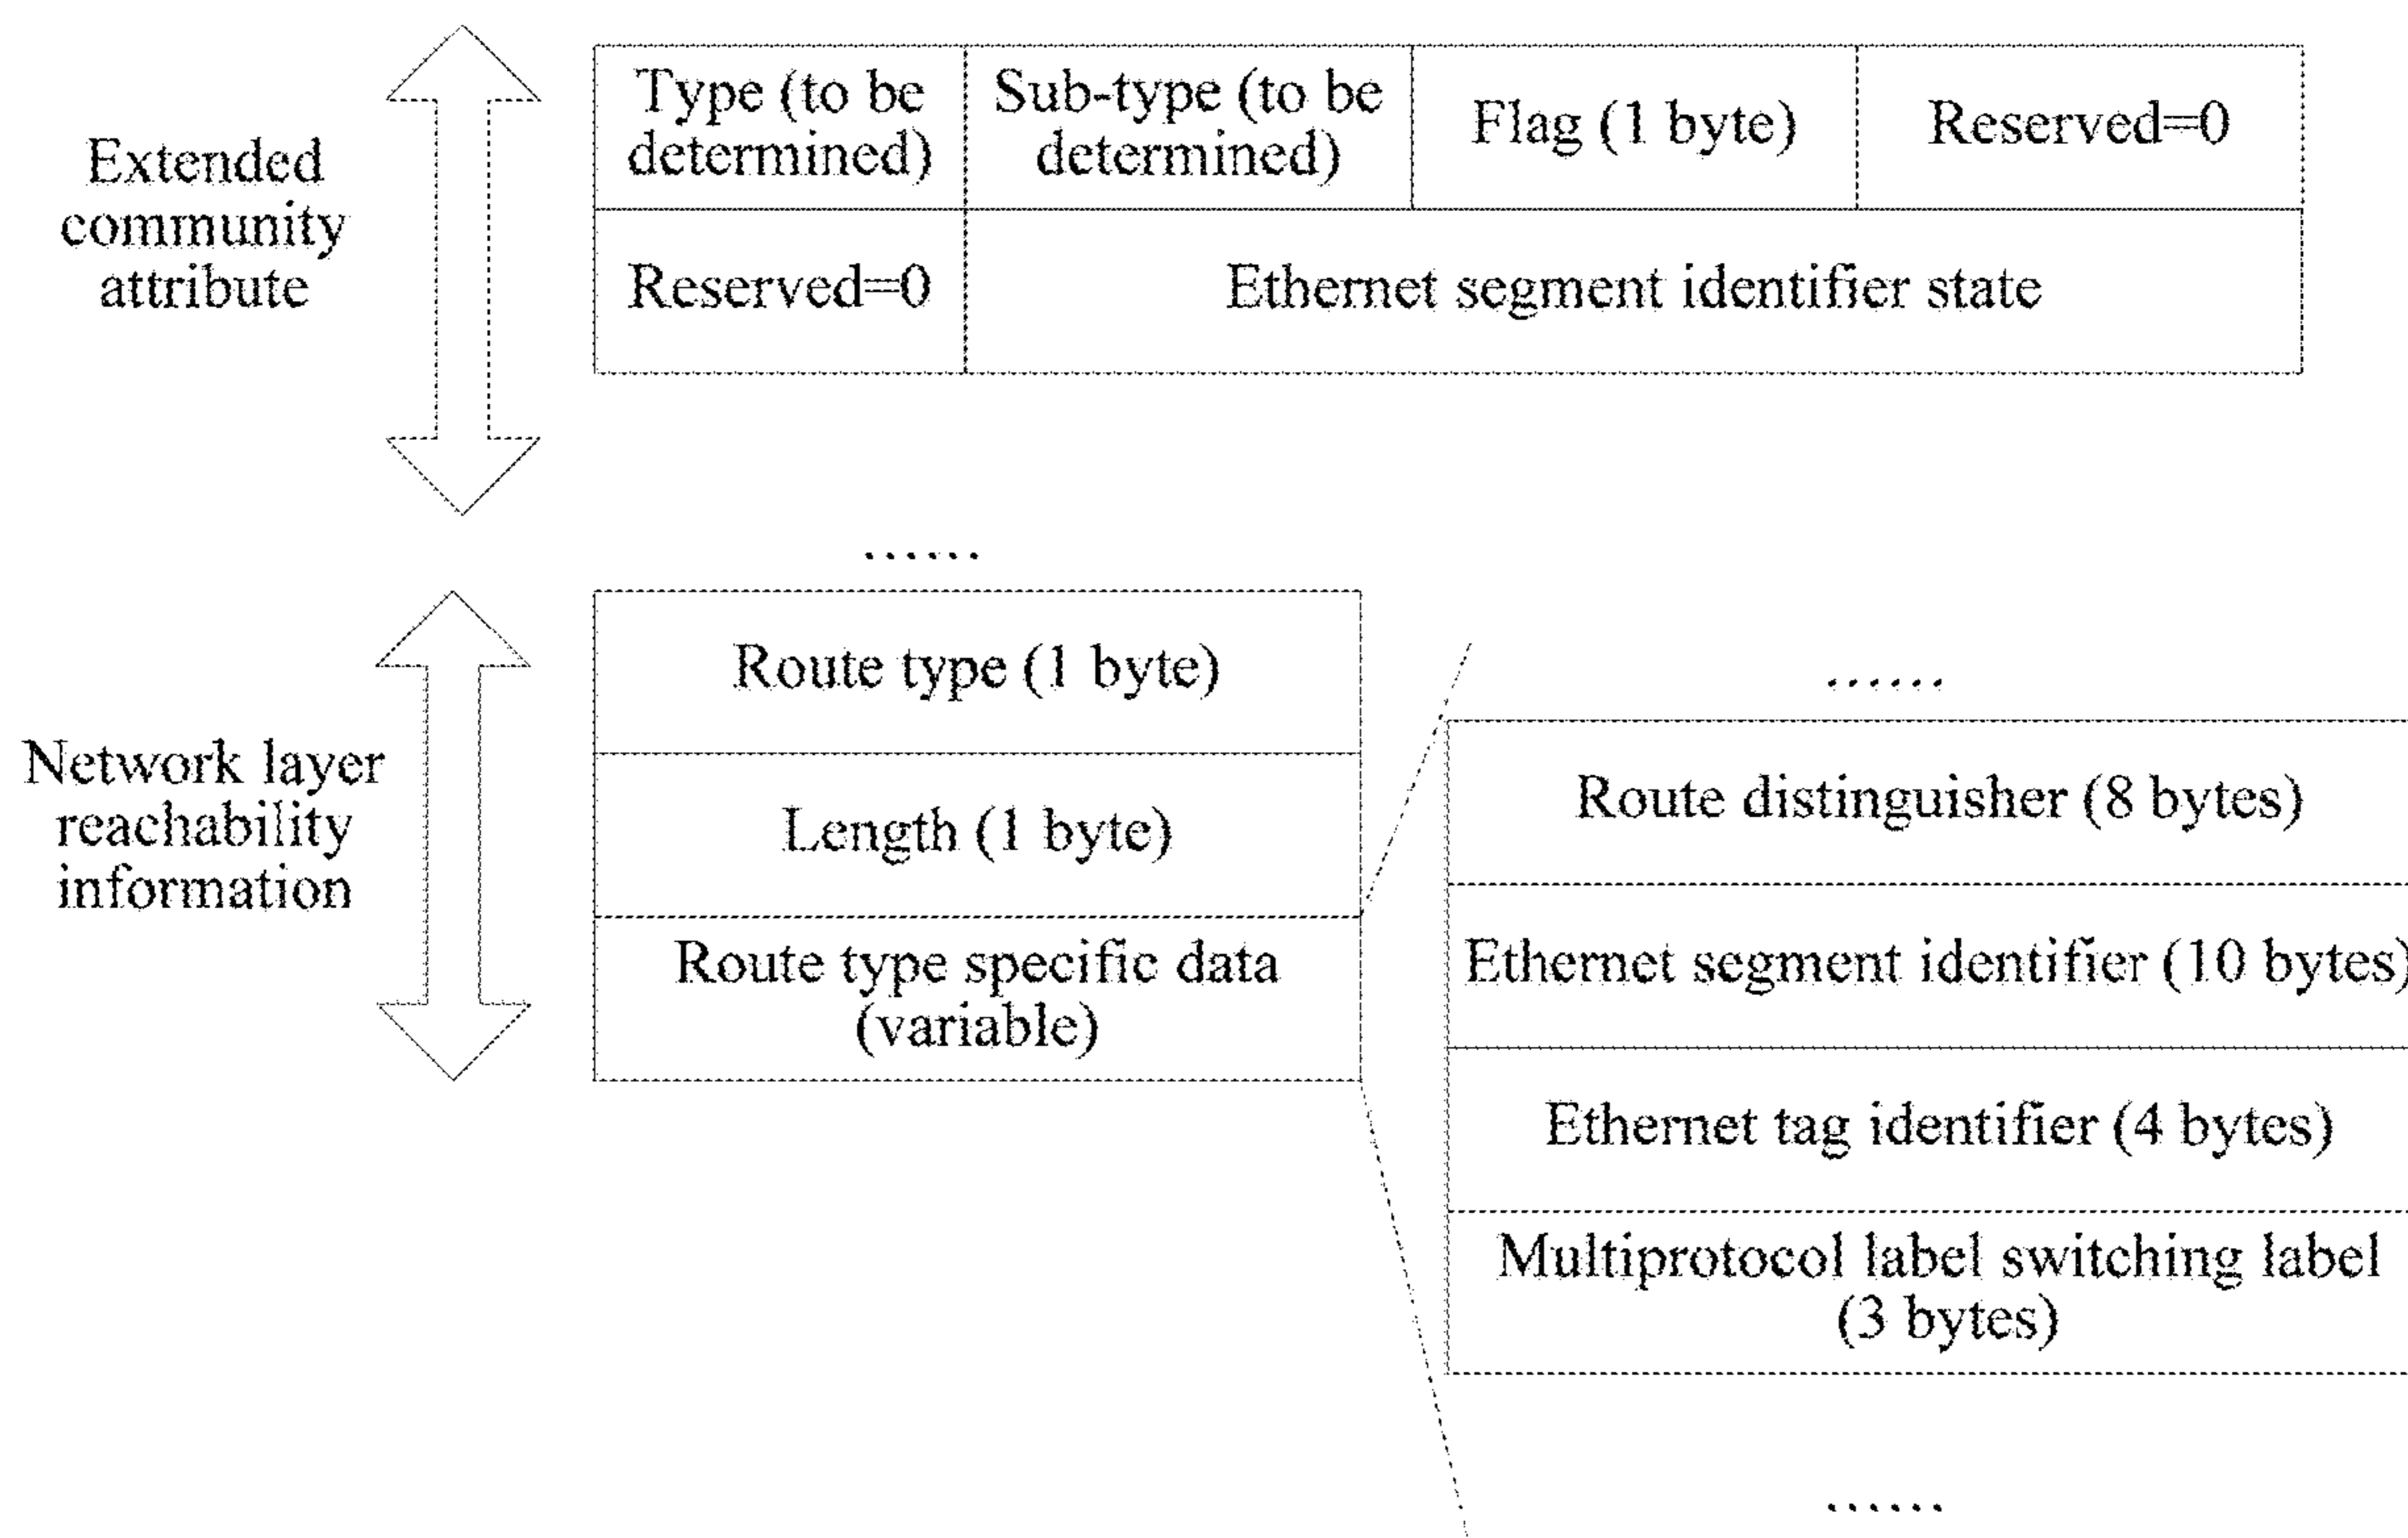 Extended
community
attribute
Type (to be
determined)
Sub-type (to be
determined)
Flag (1 byte)
Reserved=0
Reserved=0
Ethernet segment identifier state
......
Network layer
reachability
information
Route type (1 byte)
Length (1 byte)
Route type specific data
(variable)
......
Route distinguisher (8 bytes)
Ethernet segment identifier (10 bytes)
Ethernet tag identifier (4 bytes)
Multiprotocol label switching label
(3 bytes)
......